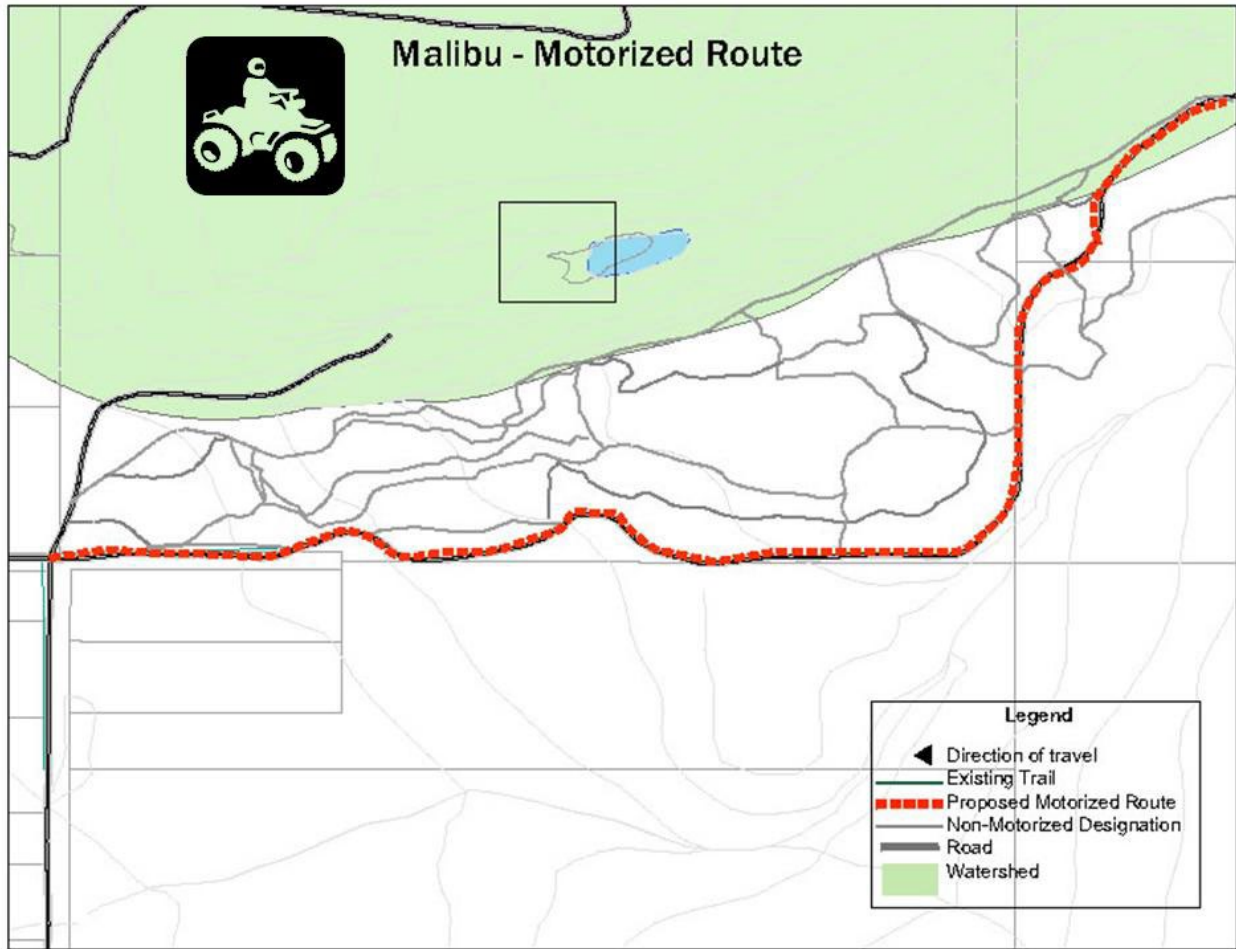 Malibu - Motorized Route
Legend
Direction of travel
Existing Trail
Proposed Motorized Route
Non-Motorized Designation
Road
Watershed